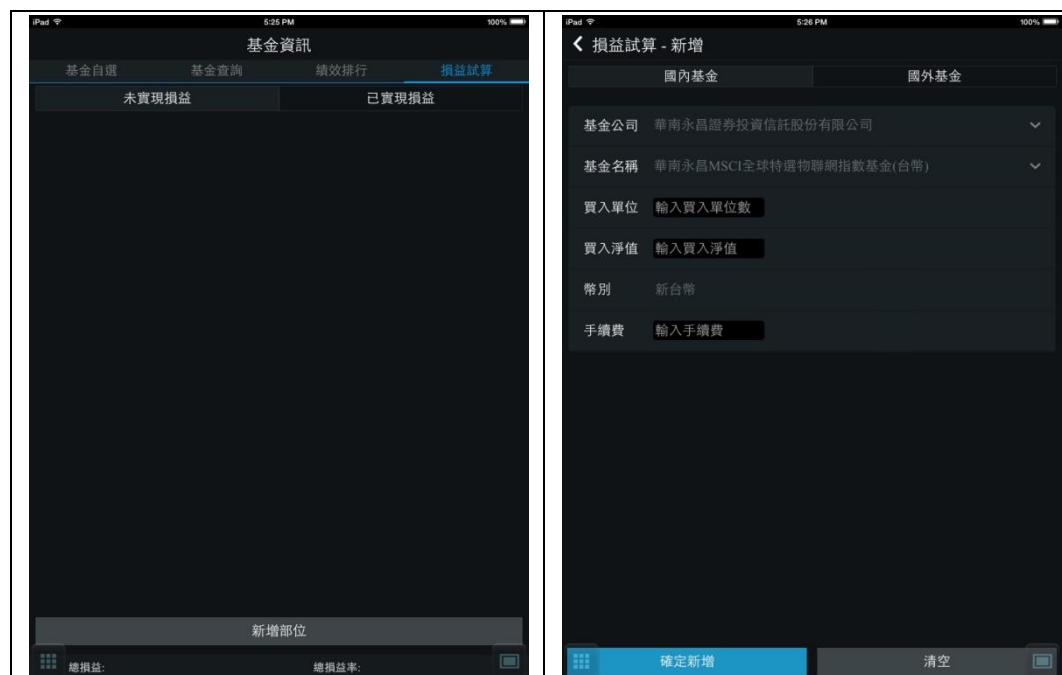 iPad 5:25 PM 100%
基金資訊
基金自選 基金查詢 績效排行 損益試算
未實現損益 已實現損益
新增部位
總損益: 總損益率:
iPad 5:26 PM 100%
損益試算 - 新增
國內基金 國外基金
基金公司 華南永昌證券投資信託股份有限公司
基金名稱 華南永昌MSCI全球特選物聯網指數基金(台幣)
買入單位 輸入買入單位數
買入淨值 輸入買入淨值
幣別 新台幣
手續費 輸入手續費
確定新增 清空